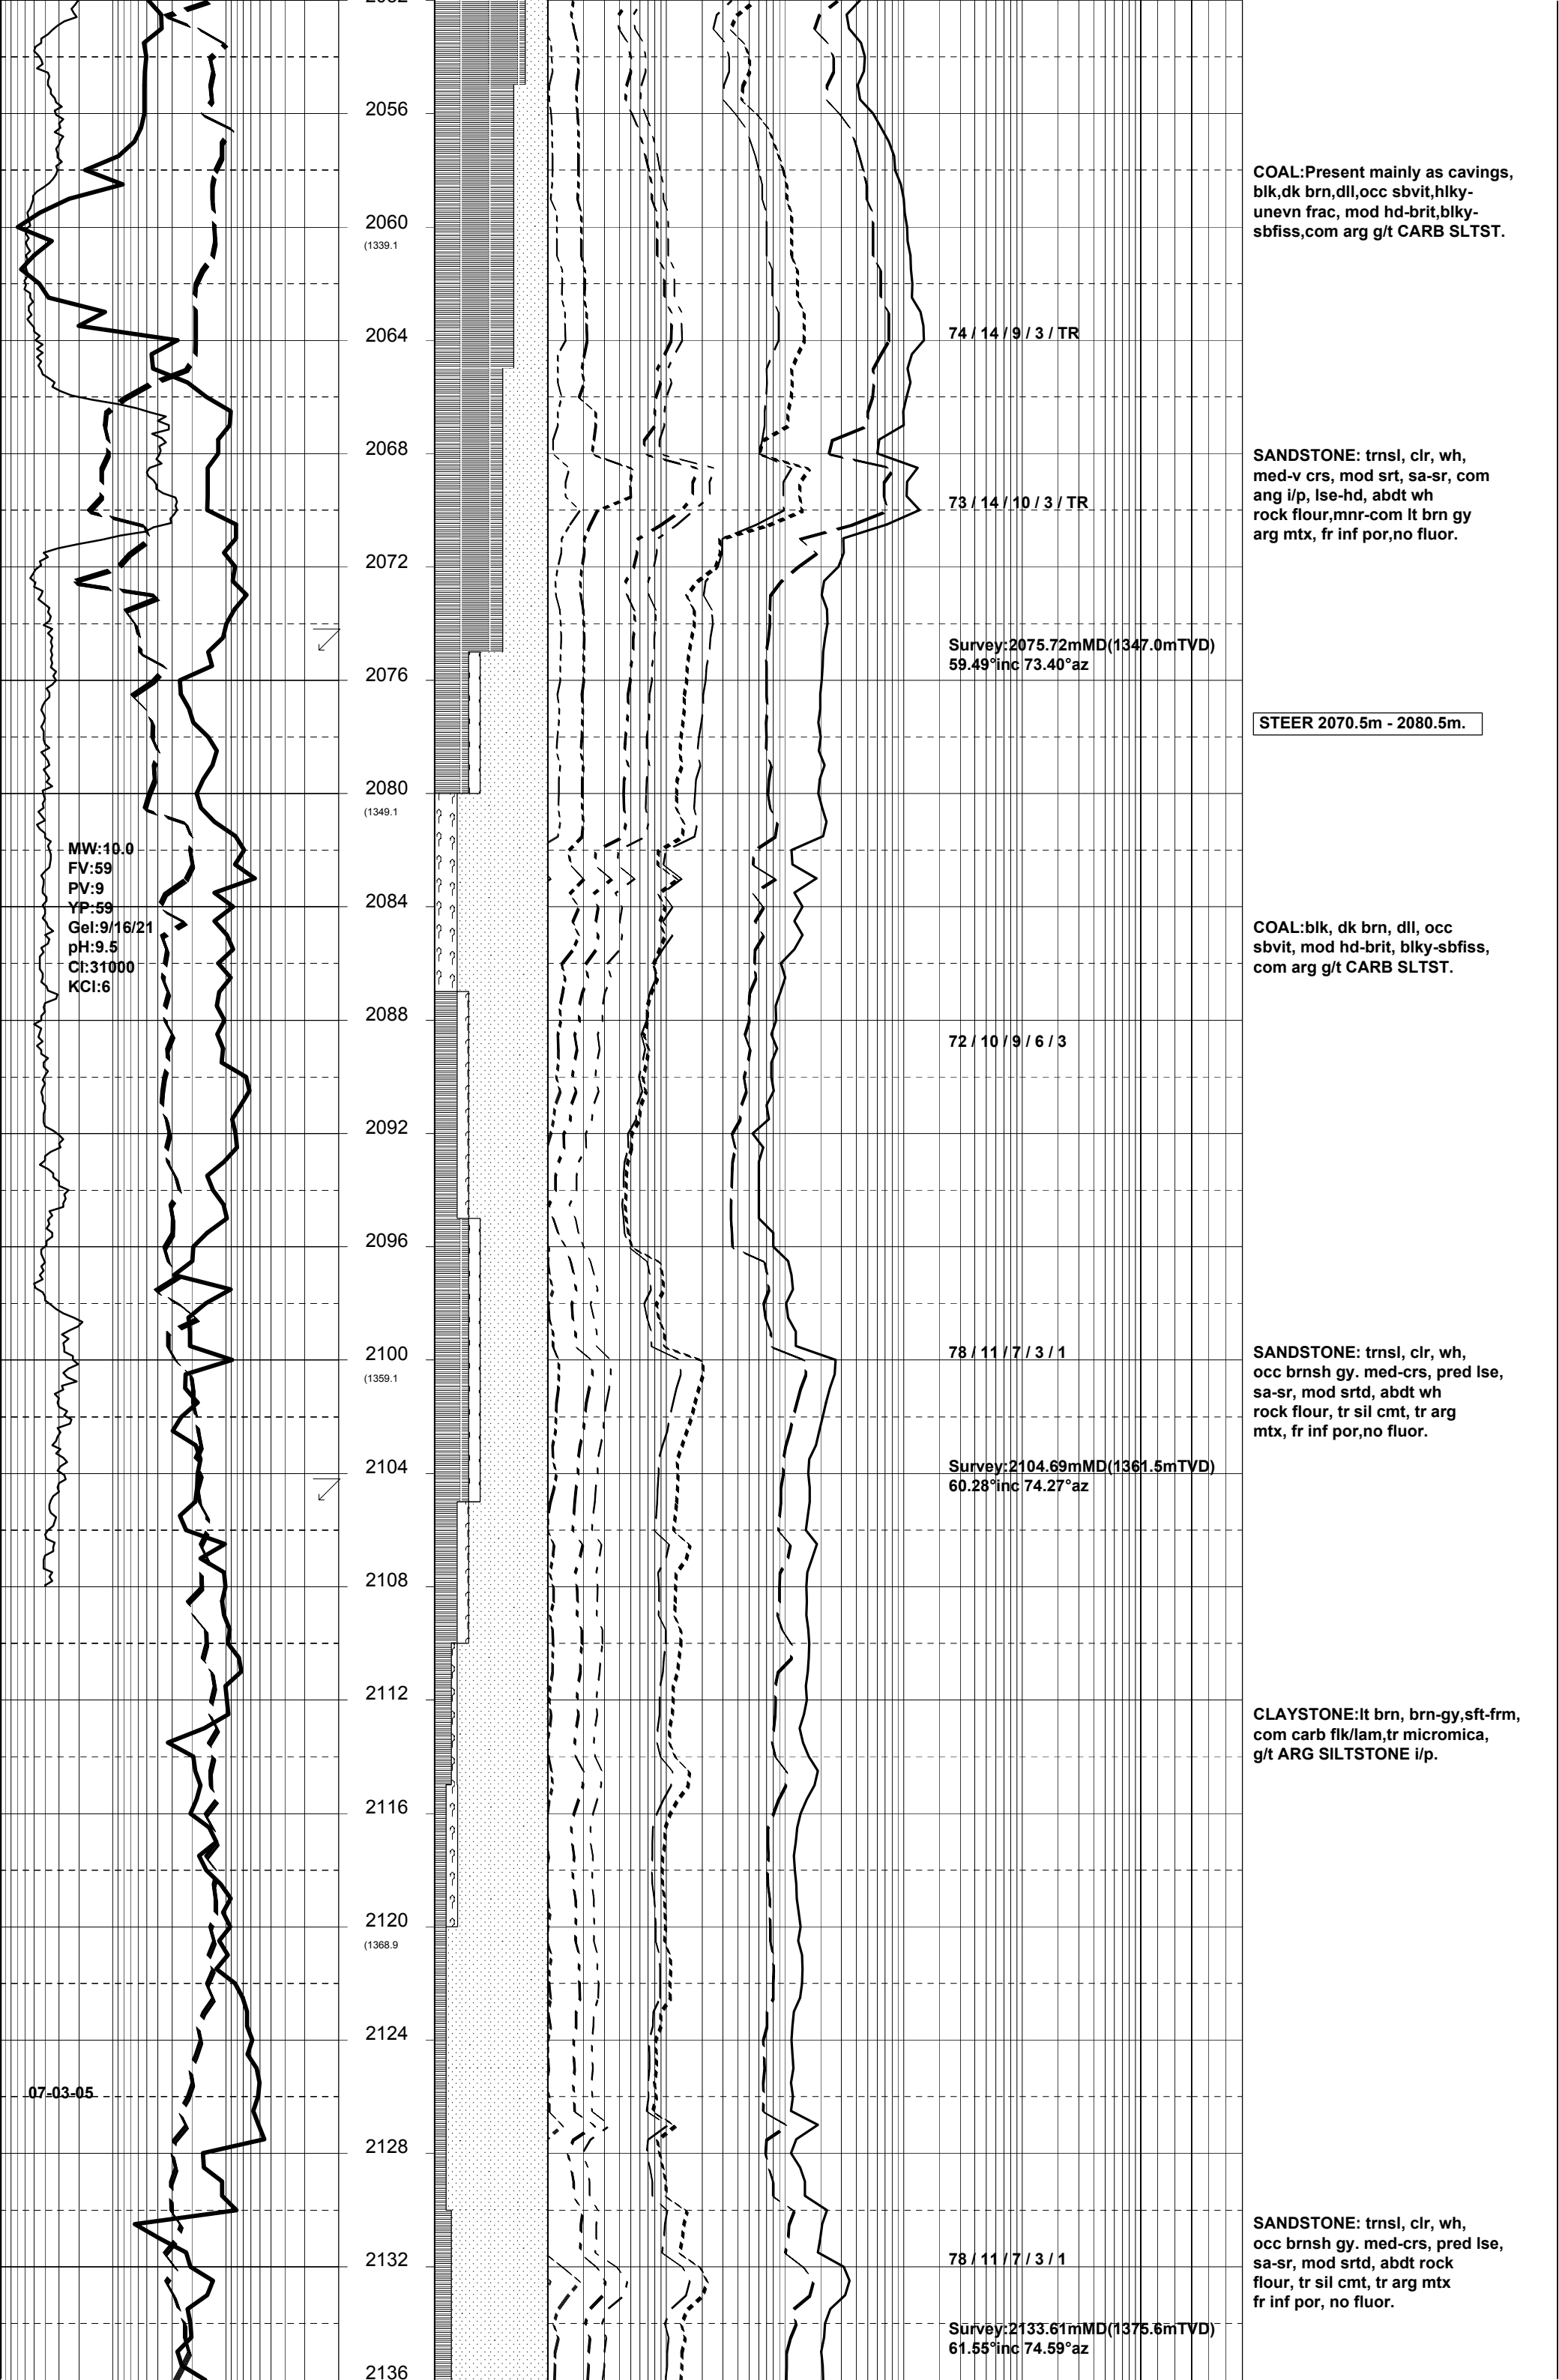 2056
COAL:Present mainly as cavings,
blk,dk brn,dll,occ sbvit,hlky-
unevn frac, mod hd-brit,blky-
sbfiss,com arg g/t CARB SLTST.
2060
(1339.1
2064
74 / 14 / 9 / 3 / TR
2068
SANDSTONE: trnsl, clr, wh,
med-v crs, mod srt, sa-sr, com
ang i/p, lse-hd, abdt wh
rock flour,mnr-com lt brn gy
arg mtx, fr inf por,no fluor.
73 / 14 / 10 / 3 / TR
2072
Survey:2075.72mMD(1347.0mTVD)
59.49°inc 73.40°az
2076
STEER 2070.5m - 2080.5m.
2080
(1349.1
MW:10.0
FV:59
PV:9
YP:59
Gel:9/16/21
pH:9.5
Cl:31000
KCl:6
2084
COAL:blk, dk brn, dll, occ
sbvit, mod hd-brit, blky-sbfiss,
com arg g/t CARB SLTST.
2088
72 / 10 / 9 / 6 / 3
2092
2096
2100
(1359.1
78 / 11 / 7 / 3 / 1
SANDSTONE: trnsl, clr, wh,
occ brnsh gy. med-crs, pred lse,
sa-sr, mod srtd, abdt wh
rock flour, tr sil cmt, tr arg
mtx, fr inf por,no fluor.
2104
Survey:2104.69mMD(1361.5mTVD)
60.28°inc 74.27°az
2108
2112
CLAYSTONE:lt brn, brn-gy,sft-frm,
com carb flk/lam,tr micromica,
g/t ARG SILTSTONE i/p.
2116
2120
(1368.9
2124
07-03-05
2128
2132
78 / 11 / 7 / 3 / 1
SANDSTONE: trnsl, clr, wh,
occ brnsh gy. med-crs, pred lse,
sa-sr, mod srtd, abdt rock
flour, tr sil cmt, tr arg mtx
fr inf por, no fluor.
Survey:2133.61mMD(1375.6mTVD)
61.55°inc 74.59°az
2136